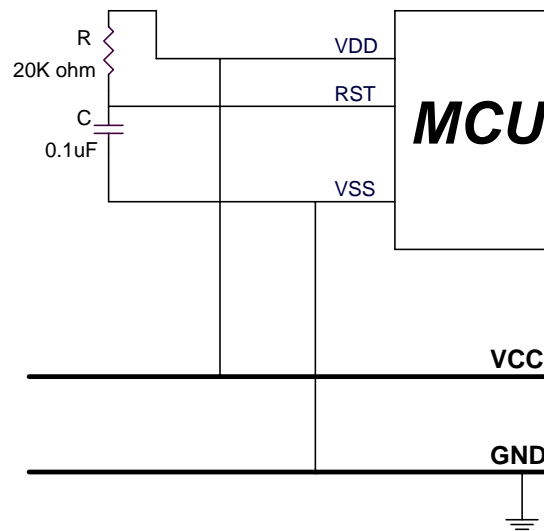 R
20K ohm
VDD
RST
C
0.1uF
MCU
VSS
VCC
GND